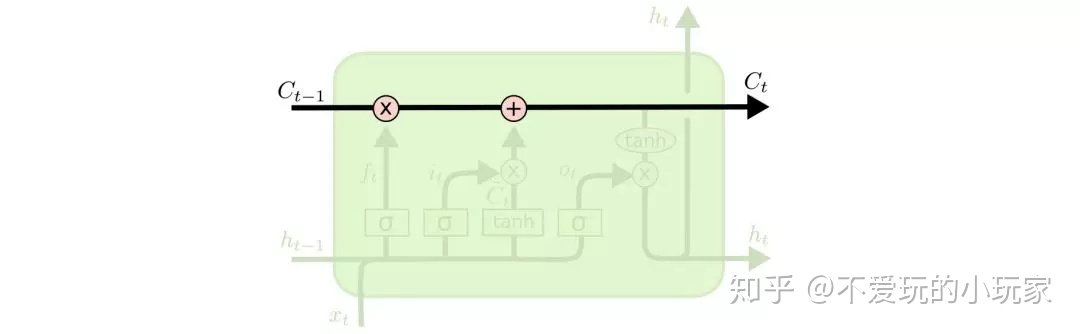 h_t
C_{t-1} × + C_t
tanh
f_t i_t × o_t ×
C̃_t
σ σ tanh σ
h_{t-1} h_t
x_t
知乎 @不爱玩的小玩家